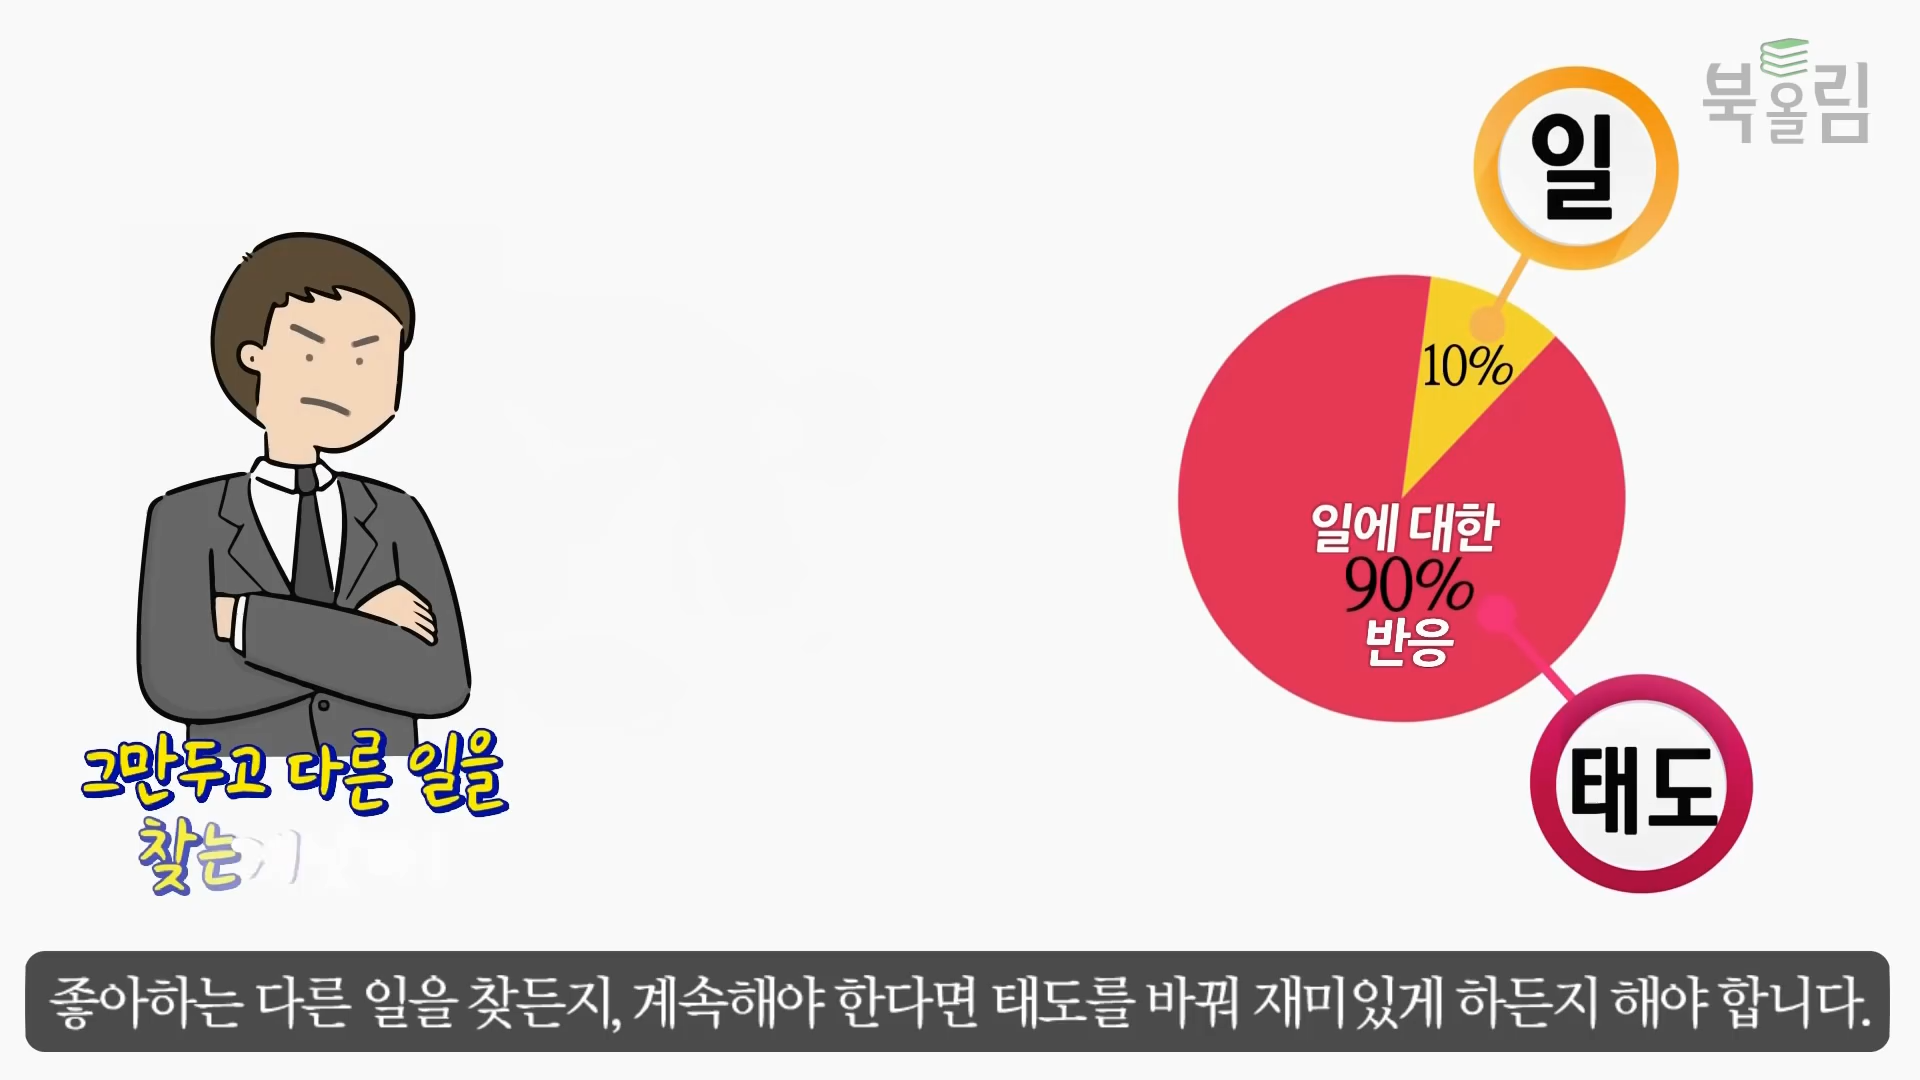 북올림
일
10%
일에 대한
90%
반응
태도
그만두고 다른 일을
찾는
좋아하는 다른 일을 찾든지, 계속해야 한다면 태도를 바꿔 재미있게 하든지 해야 합니다.